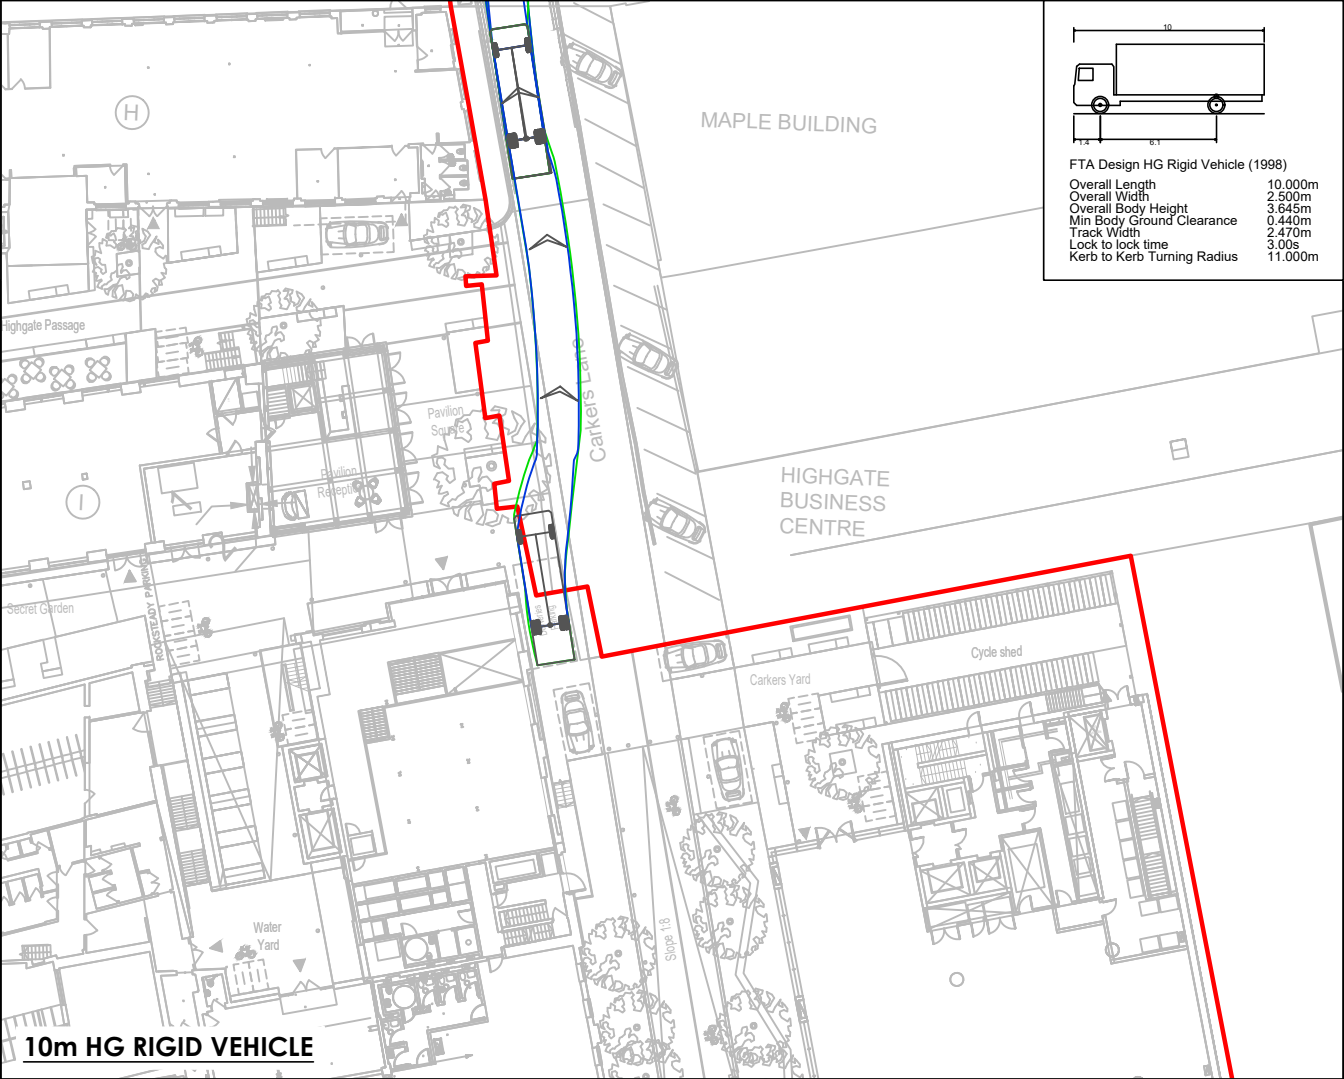 10
1.4
6.1
FTA Design HG Rigid Vehicle (1998)
Overall Length 10.000m
Overall Width 2.500m
Overall Body Height 3.645m
Min Body Ground Clearance 0.440m
Track Width 2.470m
Lock to lock time 3.00s
Kerb to Kerb Turning Radius 11.000m
H
MAPLE BUILDING
Highgate Passage
Carkers Lane
Pavilion
Square
Pavilion
Reception
I
HIGHGATE
BUSINESS
CENTRE
Secret Garden
ROCKSTEADY PARKING
Cycle shed
Carkers Yard
Water
Yard
Slope 1:8
10m HG RIGID VEHICLE